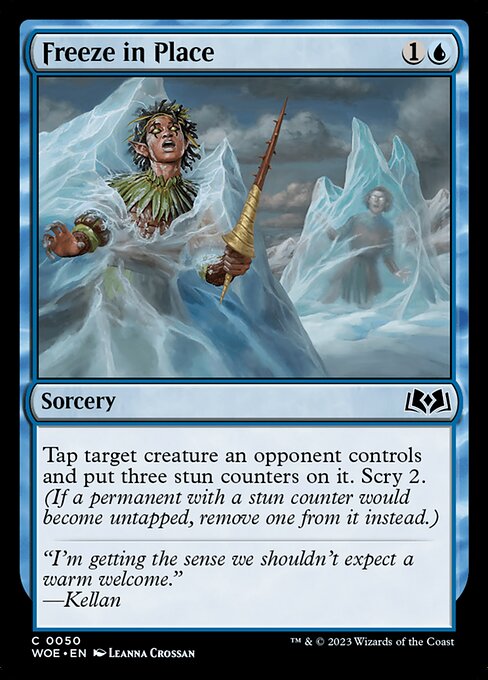 Freeze in Place 1
Sorcery
Tap target creature an opponent controls
and put three stun counters on it. Scry 2.
(If a permanent with a stun counter would
become untapped, remove one from it instead.)
“I’m getting the sense we shouldn’t expect a
warm welcome.”
—Kellan
C 0050
WOE • EN Leanna Crossan
™ & © 2023 Wizards of the Coast